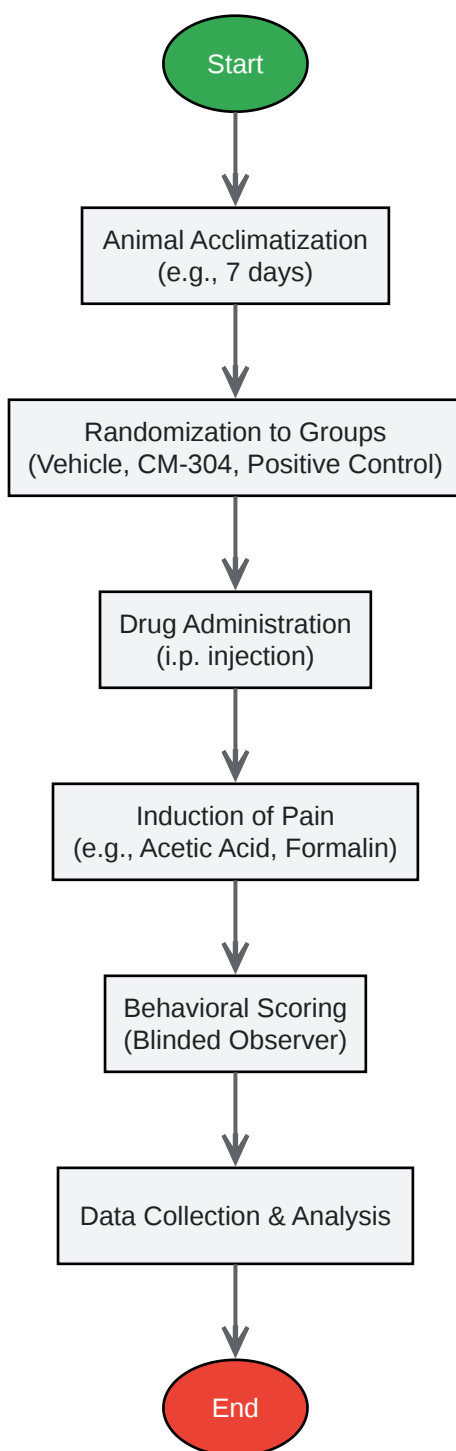 Start
Animal Acclimatization
(e.g., 7 days)
Randomization to Groups
(Vehicle, CM-304, Positive Control)
Drug Administration
(i.p. injection)
Induction of Pain
(e.g., Acetic Acid, Formalin)
Behavioral Scoring
(Blinded Observer)
Data Collection & Analysis
End